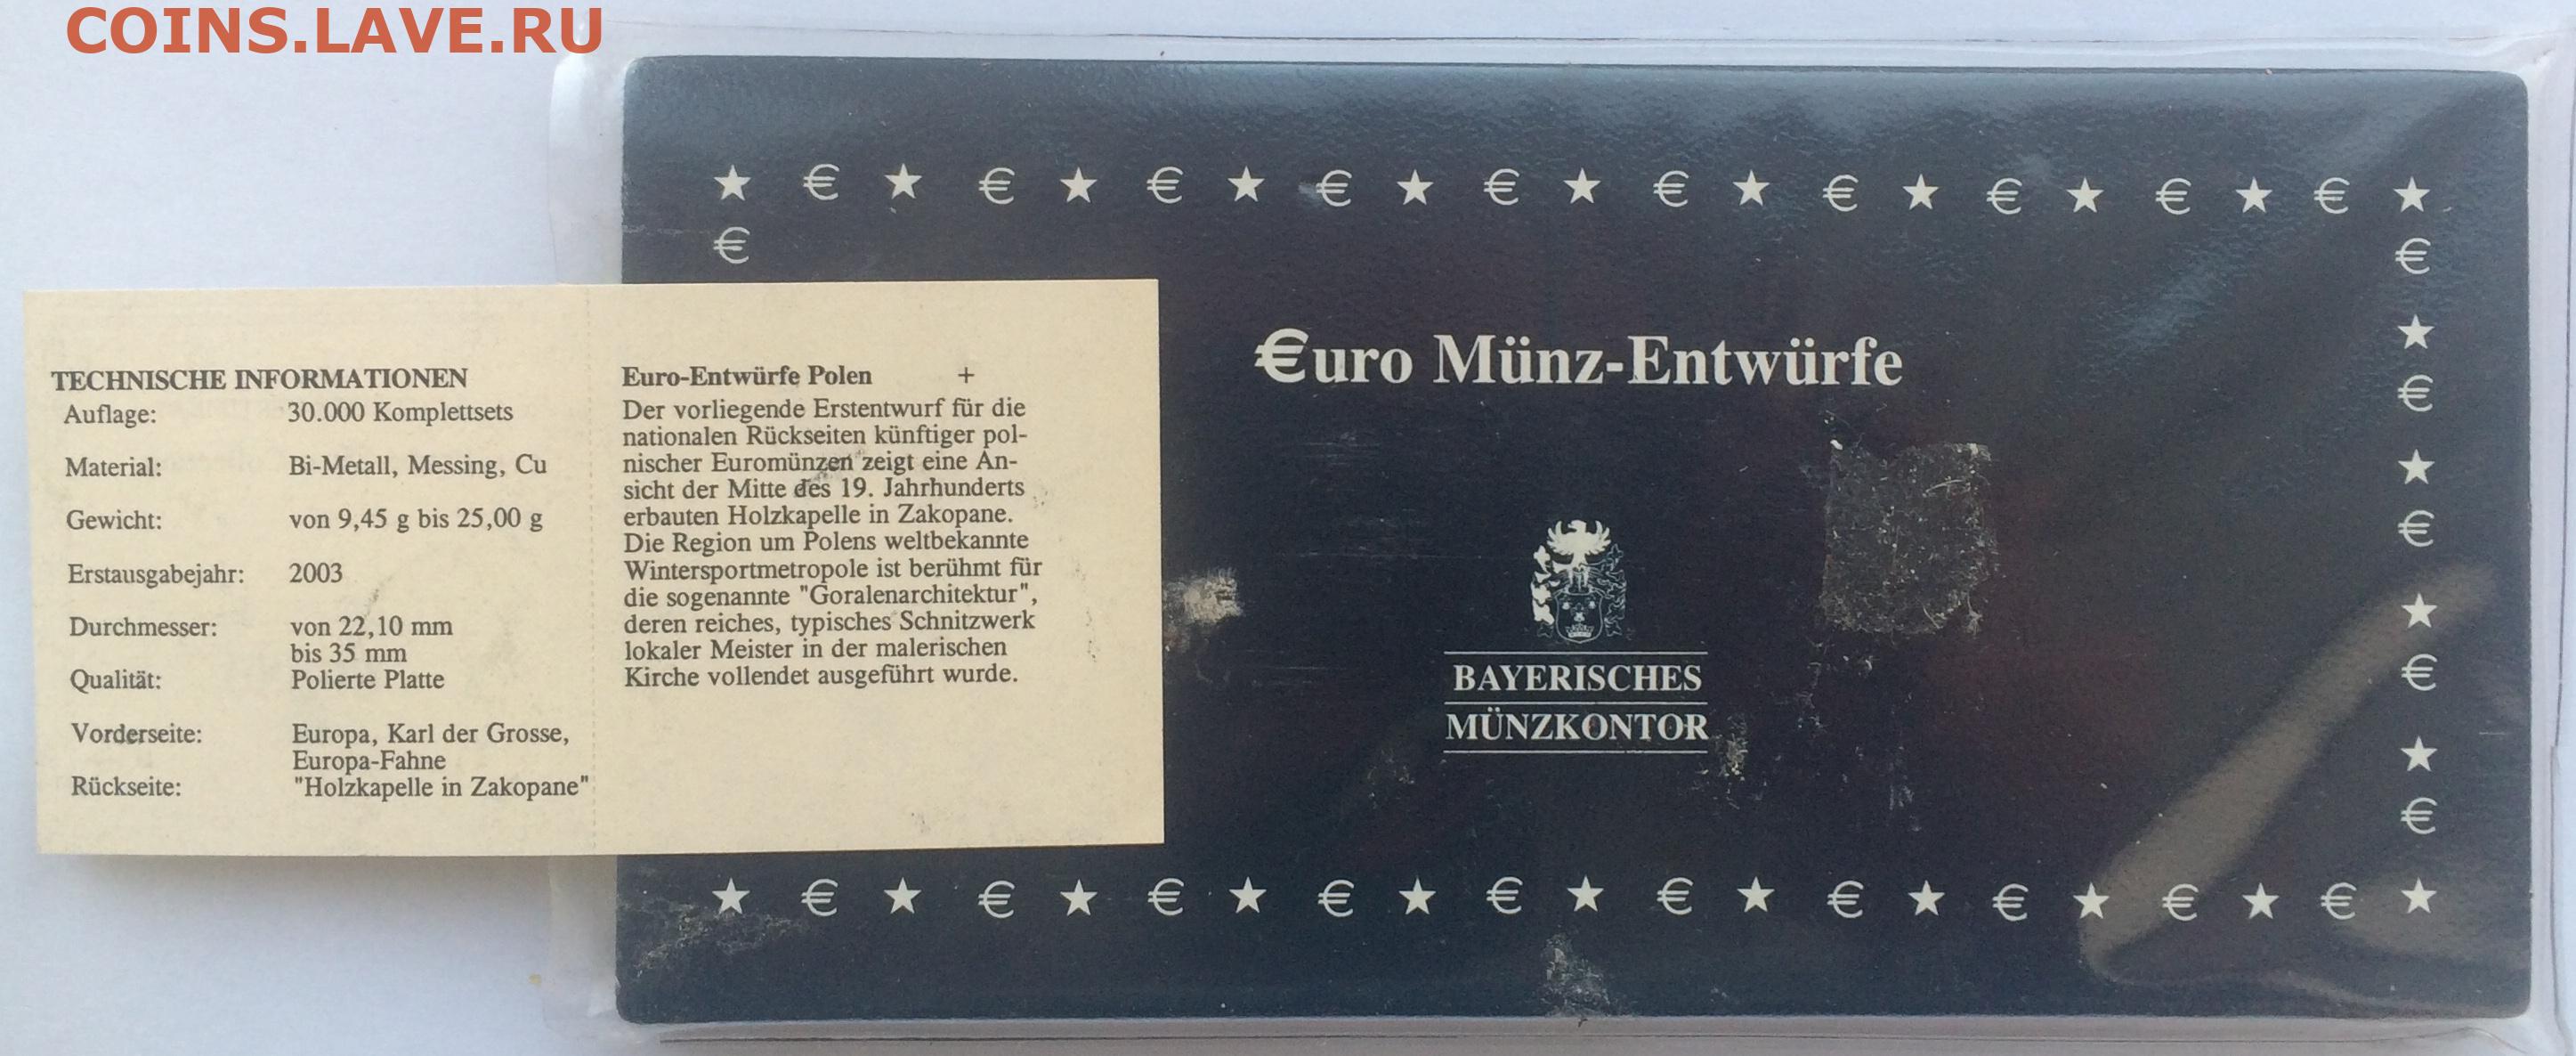 COINS.LAVE.RU
★ € ★ € ★ € ★ € ★ € ★ € ★ € ★ € ★ € ★ € ★
€ €
★
€
★
€
★
€
★
€
€uro Münz-Entwürfe
BAYERISCHES
MÜNZKONTOR
★ € ★ € ★ € ★ € ★ € ★ € ★ € ★ € ★ € ★ € ★
TECHNISCHE INFORMATIONEN
Auflage: 30.000 Komplettsets
Material: Bi-Metall, Messing, Cu
Gewicht: von 9,45 g bis 25,00 g
Erstausgabejahr: 2003
Durchmesser: von 22,10 mm
bis 35 mm
Qualität: Polierte Platte
Vorderseite: Europa, Karl der Grosse,
Europa-Fahne
Rückseite: "Holzkapelle in Zakopane"
Euro-Entwürfe Polen +
Der vorliegende Erstentwurf für die
nationalen Rückseiten künftiger pol-
nischer Euromünzen zeigt eine An-
sicht der Mitte des 19. Jahrhunderts
erbauten Holzkapelle in Zakopane.
Die Region um Polens weltbekannte
Wintersportmetropole ist berühmt für
die sogenannte "Goralenarchitektur",
deren reiches, typisches Schnitzwerk
lokaler Meister in der malerischen
Kirche vollendet ausgeführt wurde.